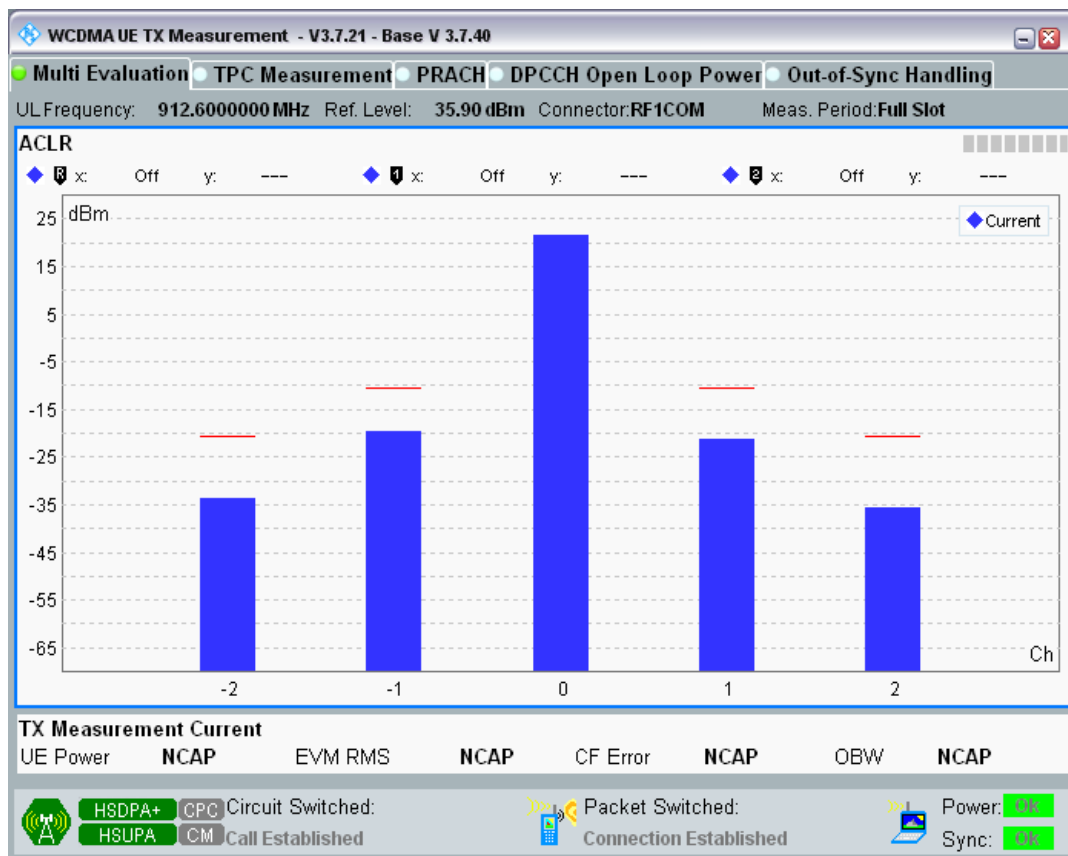 WCDMA UE TX Measurement - V3.7.21 - Base V 3.7.40
Multi Evaluation TPC Measurement PRACH DPCCH Open Loop Power Out-of-Sync Handling
UL Frequency: 912.6000000 MHz Ref. Level: 35.90 dBm Connector:RF1COM Meas. Period:Full Slot
ACLR
R x: Off y: --- 1 x: Off y: --- 2 x: Off y: ---
dBm
Current
25
15
5
-5
-15
-25
-35
-45
-55
-65
Ch
-2 -1 0 1 2
TX Measurement Current
UE Power NCAP EVM RMS NCAP CF Error NCAP OBW NCAP
HSDPA+ CPC Circuit Switched: Packet Switched: Power: OK
HSUPA CM Call Established Connection Established Sync: OK